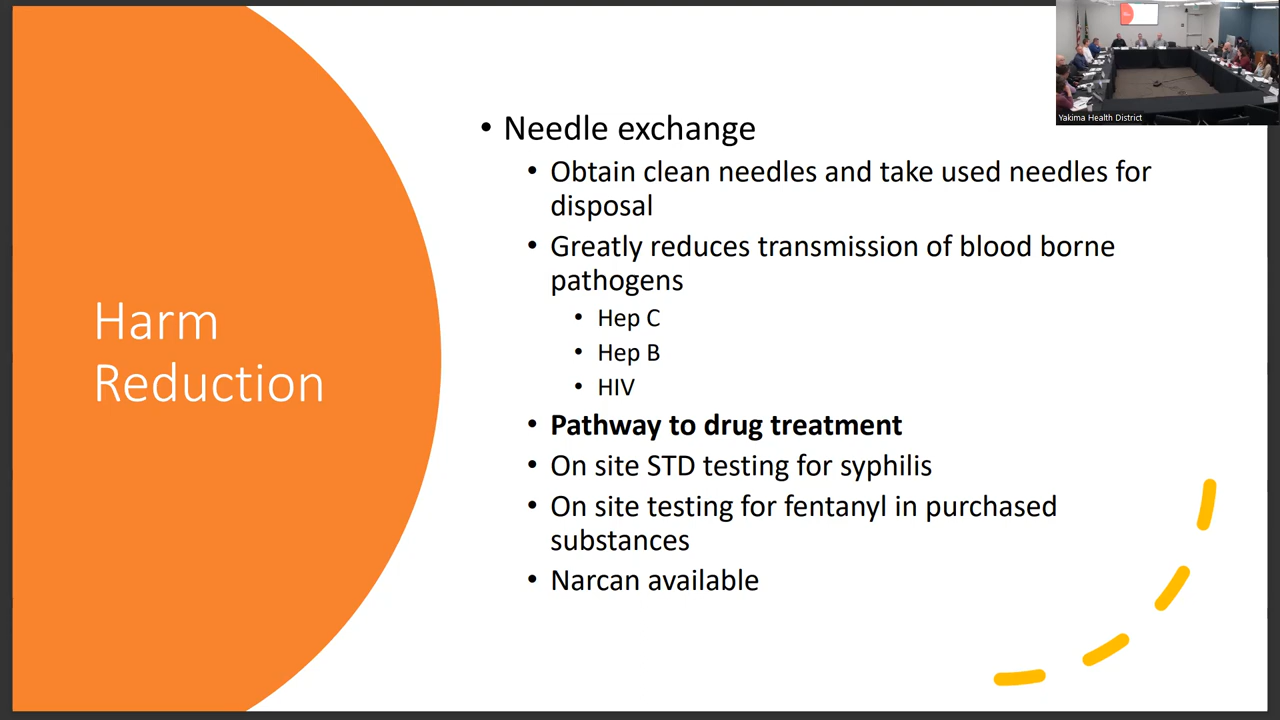 Harm
Reduction
• Needle exchange
• Obtain clean needles and take used needles for
disposal
• Greatly reduces transmission of blood borne
pathogens
• Hep C
• Hep B
• HIV
• Pathway to drug treatment
• On site STD testing for syphilis
• On site testing for fentanyl in purchased
substances
• Narcan available
Yakima Health District